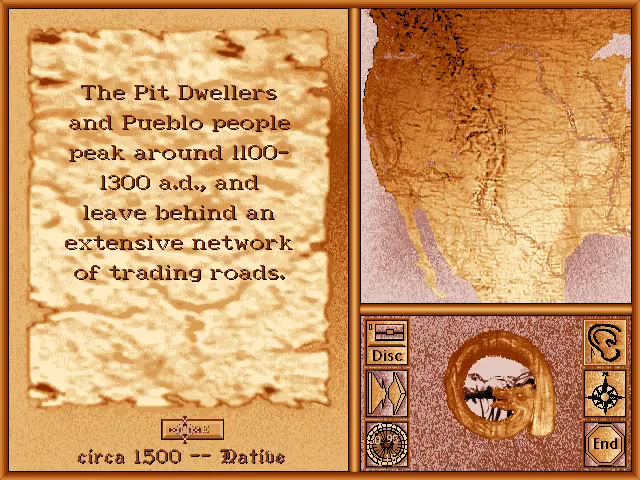 The Pit Dwellers
and Pueblo people
peak around 1100-
1300 a.d., and
leave behind an
extensive network
of trading roads.
circa 1500 -- Native
Disc
N
End